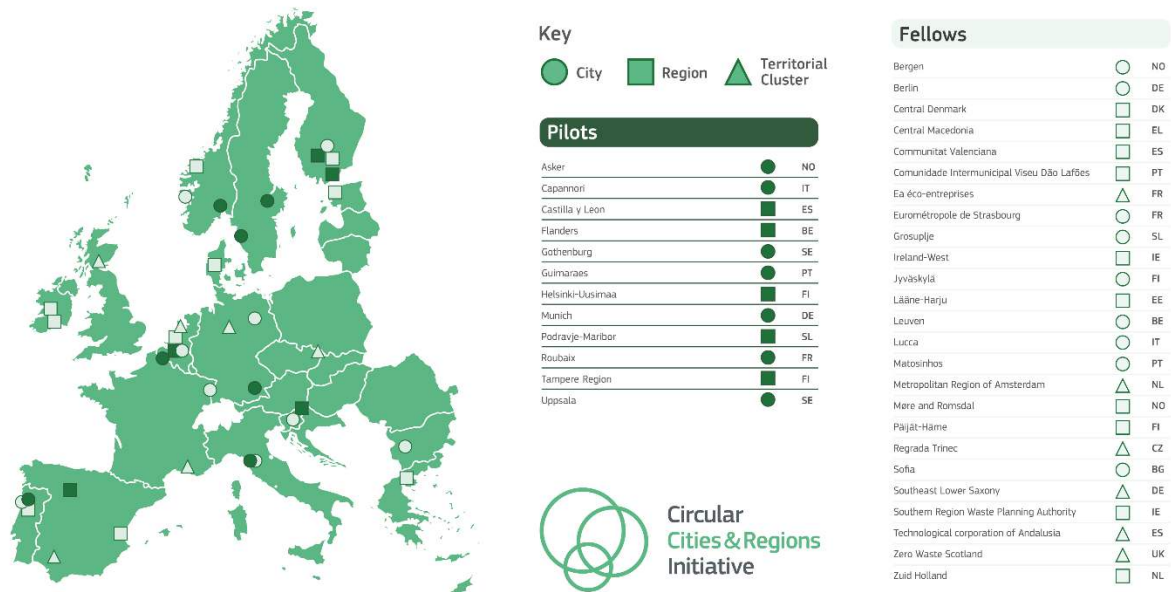 Key
City
Region
Territorial
Cluster
Pilots
Asker NO
Capannori IT
Castilla y Leon ES
Flanders BE
Gothenburg SE
Guimaraes PT
Helsinki-Uusimaa FI
Munich DE
Podravje-Maribor SL
Roubaix FR
Tampere Region FI
Uppsala SE
Circular
Cities & Regions
Initiative
Fellows
Bergen NO
Berlin DE
Central Denmark DK
Central Macedonia EL
Communitat Valenciana ES
Comunidade Intermunicipal Viseu Dão Lafões PT
Ea éco-entreprises FR
Eurométropole de Strasbourg FR
Grosuplje SL
Ireland-West IE
Jyväskylä FI
Lääne-Harju EE
Leuven BE
Lucca IT
Matosinhos PT
Metropolitan Region of Amsterdam NL
Møre and Romsdal NO
Päijät-Häme FI
Regrada Trinec CZ
Sofia BG
Southeast Lower Saxony DE
Southern Region Waste Planning Authority IE
Technological corporation of Andalusia ES
Zero Waste Scotland UK
Zuid Holland NL